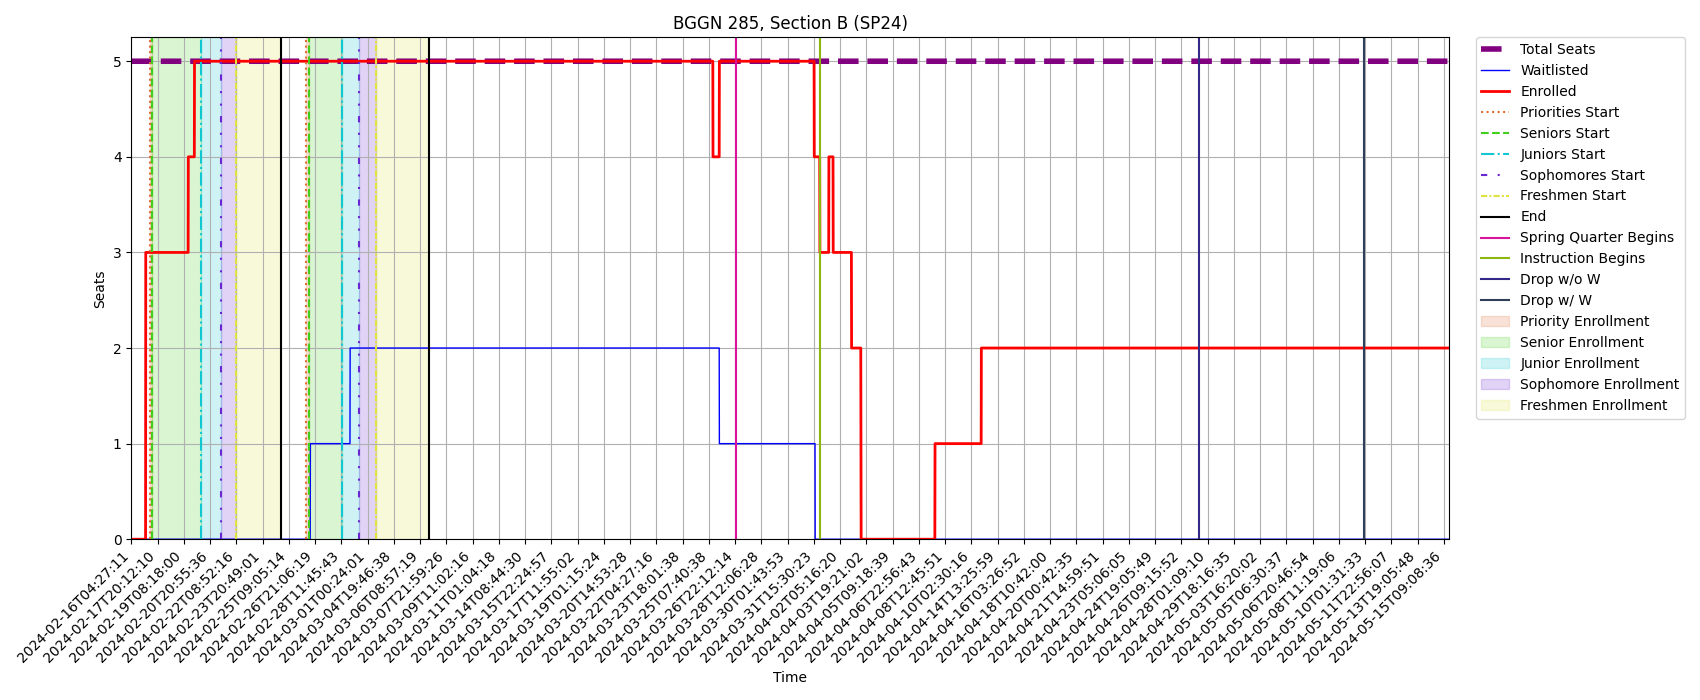 BGGN 285, Section B (SP24)
Seats
5
4
3
2
1
0
2024-02-16T04:27:11
2024-02-17T20:12:10
2024-02-19T08:18:00
2024-02-20T20:55:36
2024-02-22T08:52:16
2024-02-23T20:49:01
2024-02-25T09:05:14
2024-02-26T21:06:19
2024-02-28T11:45:43
2024-03-01T00:24:01
2024-03-04T19:46:38
2024-03-06T08:57:19
2024-03-07T21:59:26
2024-03-09T11:02:16
2024-03-11T01:04:18
2024-03-14T08:44:30
2024-03-15T22:24:57
2024-03-17T11:55:02
2024-03-19T01:15:24
2024-03-20T14:53:28
2024-03-22T04:27:16
2024-03-23T18:01:38
2024-03-25T07:40:38
2024-03-26T22:12:14
2024-03-28T12:06:28
2024-03-30T01:43:53
2024-03-31T15:30:23
2024-04-02T05:16:20
2024-04-03T19:21:02
2024-04-05T09:18:39
2024-04-06T22:56:33
2024-04-08T12:45:51
2024-04-10T02:30:16
2024-04-14T13:25:59
2024-04-16T03:26:52
2024-04-18T10:42:00
2024-04-20T00:42:35
2024-04-21T14:59:51
2024-04-23T05:06:05
2024-04-24T19:05:49
2024-04-26T09:15:52
2024-04-28T01:09:10
2024-04-29T18:16:35
2024-05-03T16:20:02
2024-05-05T06:30:37
2024-05-06T20:46:54
2024-05-08T11:19:06
2024-05-10T01:31:33
2024-05-11T22:56:07
2024-05-13T19:05:48
2024-05-15T09:08:36
Time
Total Seats
Waitlisted
Enrolled
Priorities Start
Seniors Start
Juniors Start
Sophomores Start
Freshmen Start
End
Spring Quarter Begins
Instruction Begins
Drop w/o W
Drop w/ W
Priority Enrollment
Senior Enrollment
Junior Enrollment
Sophomore Enrollment
Freshmen Enrollment